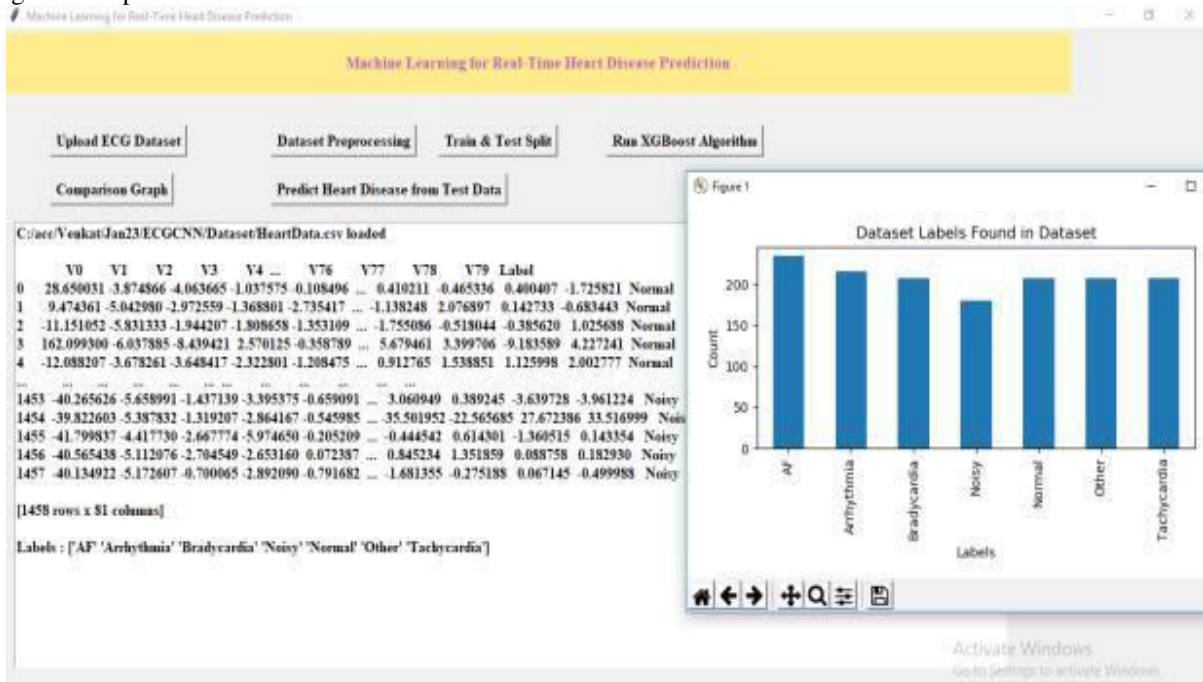 Machine Learning for Real-Time Heart Disease Prediction
Machine Learning for Real-Time Heart Disease Prediction
Upload ECG Dataset Dataset Preprocessing Train & Test Split Run XGBoost Algorithm
Comparison Graph Predict Heart Disease from Test Data
C:/acc/Venkat/Jan23/ECGCNN/Dataset/HeartData.csv loaded
V0 V1 V2 V3 V4 ... V76 V77 V78 V79 Label
0 28.650031 -3.874866 -4.063665 -1.037575 -0.108496 ... 0.410211 -0.465336 0.400407 -1.725821 Normal
1 9.474361 -5.042980 -2.972559 -1.368801 -2.735417 ... -1.138248 2.076897 0.142733 -0.683443 Normal
2 -11.151052 -5.831333 -1.944207 -1.808658 -1.353109 ... -1.755086 -0.518044 -0.385620 1.025688 Normal
3 162.099300 -6.037885 -8.439421 2.570125 -0.358789 ... 5.679461 3.399706 -9.183589 4.227241 Normal
4 -12.088207 -3.678261 -3.648417 -2.322801 -1.208475 ... 0.912765 1.538851 1.125998 2.002777 Normal
... ... ... ... ... ... ... ... ... ... ...
1453 -40.265626 -5.658991 -1.437139 -3.395375 -0.659091 ... 3.060949 0.389245 -3.639728 -3.961224 Noisy
1454 -39.822603 -5.387832 -1.319207 -2.864167 -0.545985 ... -35.501952 -22.565685 27.672386 33.516999 Nois
1455 -41.799837 -4.417730 -2.667774 -5.974650 -0.205209 ... -0.444542 0.614301 -1.360515 0.143354 Noisy
1456 -40.565438 -5.112076 -2.704549 -2.653160 0.072387 ... 0.845234 1.351859 0.088758 0.182930 Noisy
1457 -40.134922 -5.172607 -0.700065 -2.892090 -0.791682 ... -1.681355 -0.275188 0.067145 -0.499988 Noisy
[1458 rows x 81 columns]
Labels : ['AF' 'Arrhythmia' 'Bradycardia' 'Noisy' 'Normal' 'Other' 'Tachycardia']
Figure 1
Dataset Labels Found in Dataset
Count
200
150
100
50
0
AF
Arrhythmia
Bradycardia
Noisy
Normal
Other
Tachycardia
Labels
Activate Windows
Go to Settings to activate Windows.